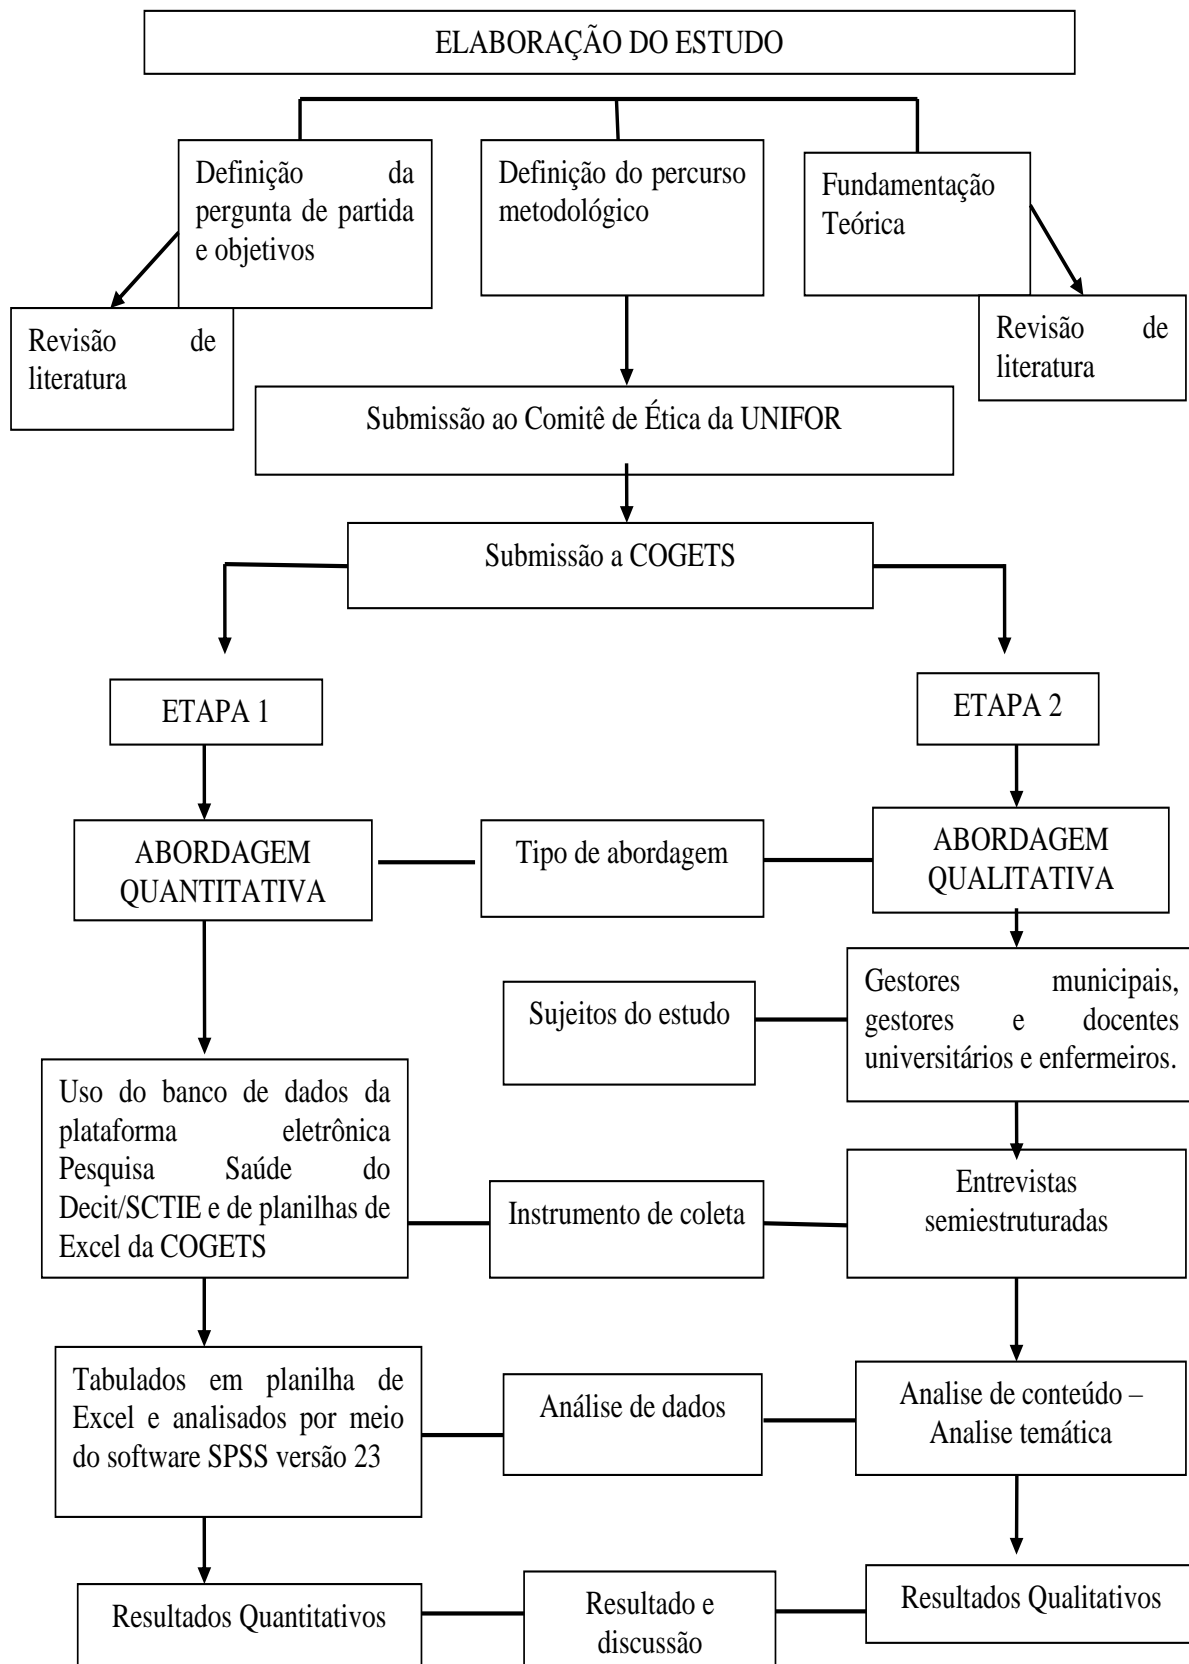 ELABORAÇÃO DO ESTUDO
Definição da
pergunta de partida
e objetivos
Definição do percurso
metodológico
Fundamentação
Teórica
Revisão de
literatura
Revisão de
literatura
Submissão ao Comitê de Ética da UNIFOR
Submissão a COGETS
ETAPA 1
ETAPA 2
ABORDAGEM
QUANTITATIVA
Tipo de abordagem
ABORDAGEM
QUALITATIVA
Sujeitos do estudo
Gestores municipais,
gestores e docentes
universitários e enfermeiros.
Uso do banco de dados da
plataforma eletrônica
Pesquisa Saúde do
Decit/SCTIE e de planilhas de
Excel da COGETS
Instrumento de coleta
Entrevistas
semiestruturadas
Tabulados em planilha de
Excel e analisados por meio
do software SPSS versão 23
Análise de dados
Analise de conteúdo –
Analise temática
Resultados Quantitativos
Resultado e
discussão
Resultados Qualitativos